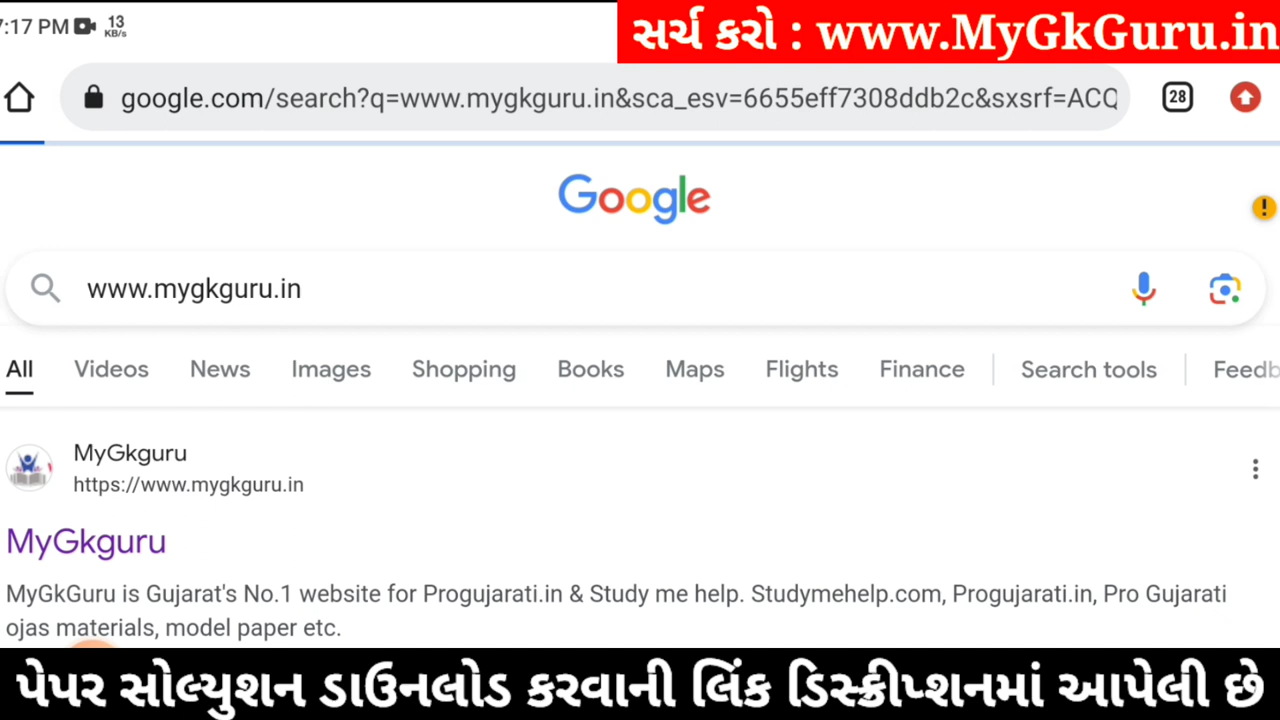 7:17 PM 13 KB/s
સર્ચ કરો : www.MyGkGuru.in
google.com/search?q=www.mygkguru.in&sca_esv=6655eff7308ddb2c&sxsrf=ACQ
28
Google
www.mygkguru.in
All Videos News Images Shopping Books Maps Flights Finance Search tools Feedb
MyGkguru
https://www.mygkguru.in
MyGkguru
MyGkGuru is Gujarat's No.1 website for Progujarati.in & Study me help. Studymehelp.com, Progujarati.in, Pro Gujarati
ojas materials, model paper etc.
પેપર સોલ્યુશન ડાઉનલોડ કરવાની લિંક ડિસ્ક્રીપ્શનમાં આપેલી છે